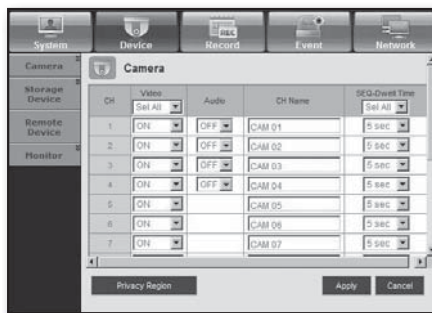 System Device Record Event Network
REC
Camera
Storage
Device
Remote
Device
Monitor
Camera
CH Video Audio CH Name SEQ-Dwell Time
Sel All Sel All
1 ON OFF CAM 01 5 sec
2 ON OFF CAM 02 5 sec
3 ON OFF CAM 03 5 sec
4 ON OFF CAM 04 5 sec
5 ON CAM 05 5 sec
6 ON CAM 06 5 sec
7 ON CAM 07 5 sec
Privacy Region Apply Cancel